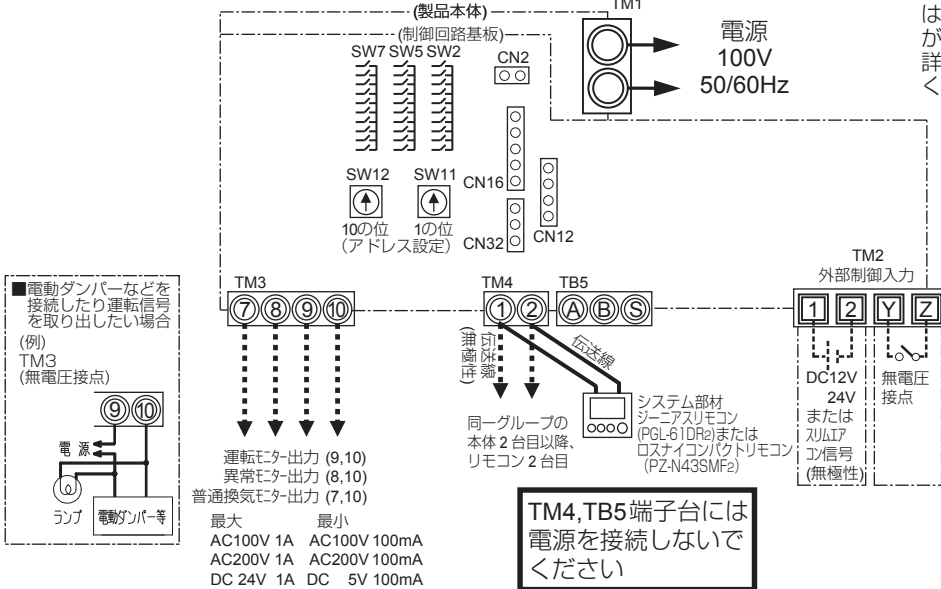 (製品本体)
(制御回路基板)
TM1
電源
100V
50/60Hz
は
が
詳
く
SW7 SW5 SW2
CN2
SW12 SW11
CN16
10の位 1の位
(アドレス設定)
CN32
CN12
■電動ダンパーなどを
接続したり運転信号
を取り出したい場合
(例)
TM3
(無電圧接点)
⑨⑩
電 源
ランプ
電動ダンパー等
TM3
⑦⑧⑨⑩
運転モニター出力 (9,10)
異常モニター出力 (8,10)
普通換気モニター出力 (7,10)
最大 最小
AC100V 1A AC100V 100mA
AC200V 1A AC200V 100mA
DC 24V 1A DC 5V 100mA
TM4
①②
TB5
ⒶⒷⓈ
伝送線
(無極性)
伝送線
同一グループの
本体2台目以降、
リモコン2台目
システム部材
ジーニアスリモコン
(PGL-61DR2)または
ロスナイコンパクトリモコン
(PZ-N43SMF2)
TM4,TB5端子台には
電源を接続しないで
ください
TM2
外部制御入力
1 2 Y Z
DC12V
24V
または
スリムエア
コン信号
(無極性)
無電圧
接点